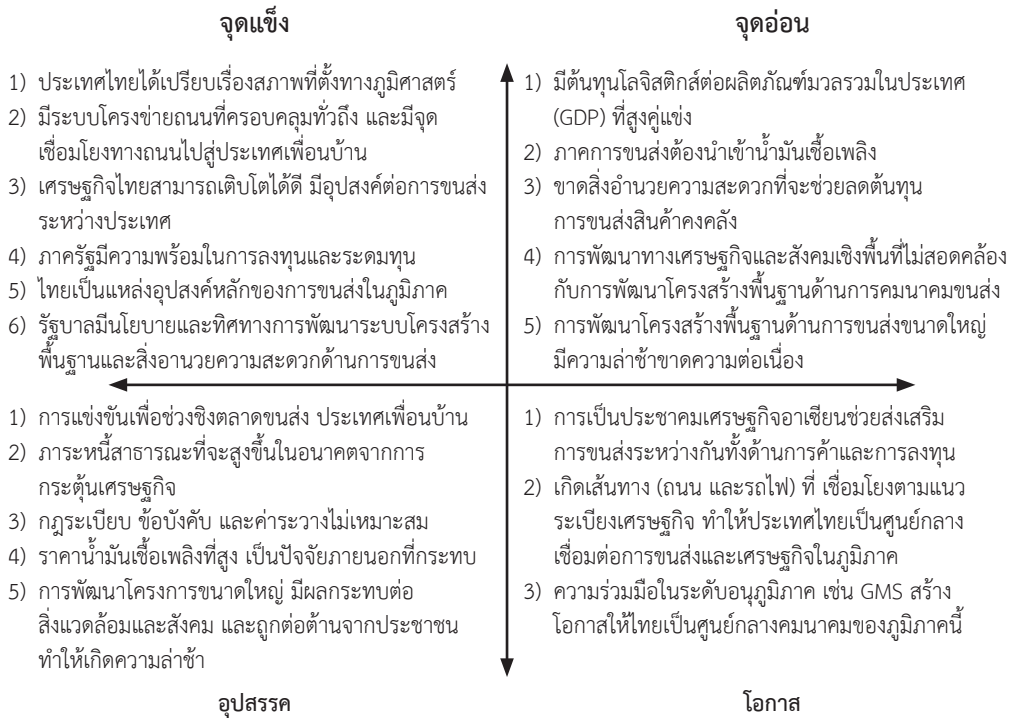 จุดแข็ง
1) ประเทศไทยได้เปรียบเรื่องสภาพที่ตั้งทางภูมิศาสตร์
2) มีระบบโครงข่ายถนนที่ครอบคลุมทั่วถึง และมีจุด
เชื่อมโยงทางถนนไปสู่ประเทศเพื่อนบ้าน
3) เศรษฐกิจไทยสามารถเติบโตได้ดี มีอุปสงค์ต่อการขนส่ง
ระหว่างประเทศ
4) ภาครัฐมีความพร้อมในการลงทุนและระดมทุน
5) ไทยเป็นแหล่งอุปสงค์หลักของการขนส่งในภูมิภาค
6) รัฐบาลมีนโยบายและทิศทางการพัฒนาระบบโครงสร้าง
พื้นฐานและสิ่งอานวยความสะดวกด้านการขนส่ง
จุดอ่อน
1) มีต้นทุนโลจิสติกส์ต่อผลิตภัณฑ์มวลรวมในประเทศ
(GDP) ที่สูงคู่แข่ง
2) ภาคการขนส่งต้องนำเข้าน้ำมันเชื้อเพลิง
3) ขาดสิ่งอำนวยความสะดวกที่จะช่วยลดต้นทุน
การขนส่งสินค้าคงคลัง
4) การพัฒนาทางเศรษฐกิจและสังคมเชิงพื้นที่ไม่สอดคล้อง
กับการพัฒนาโครงสร้างพื้นฐานด้านการคมนาคมขนส่ง
5) การพัฒนาโครงสร้างพื้นฐานด้านการขนส่งขนาดใหญ่
มีความล่าช้าขาดความต่อเนื่อง
1) การแข่งขันเพื่อช่วงชิงตลาดขนส่ง ประเทศเพื่อนบ้าน
2) ภาระหนี้สาธารณะที่จะสูงขึ้นในอนาคตจากการ
กระตุ้นเศรษฐกิจ
3) กฎระเบียบ ข้อบังคับ และค่าระวางไม่เหมาะสม
4) ราคาน้ำมันเชื้อเพลิงที่สูง เป็นปัจจัยภายนอกที่กระทบ
5) การพัฒนาโครงการขนาดใหญ่ มีผลกระทบต่อ
สิ่งแวดล้อมและสังคม และถูกต่อต้านจากประชาชน
ทำให้เกิดความล่าช้า
อุปสรรค
1) การเป็นประชาคมเศรษฐกิจอาเซียนช่วยส่งเสริม
การขนส่งระหว่างกันทั้งด้านการค้าและการลงทุน
2) เกิดเส้นทาง (ถนน และรถไฟ) ที่ เชื่อมโยงตามแนว
ระเบียงเศรษฐกิจ ทำให้ประเทศไทยเป็นศูนย์กลาง
เชื่อมต่อการขนส่งและเศรษฐกิจในภูมิภาค
3) ความร่วมมือในระดับอนุภูมิภาค เช่น GMS สร้าง
โอกาสให้ไทยเป็นศูนย์กลางคมนาคมของภูมิภาคนี้
โอกาส